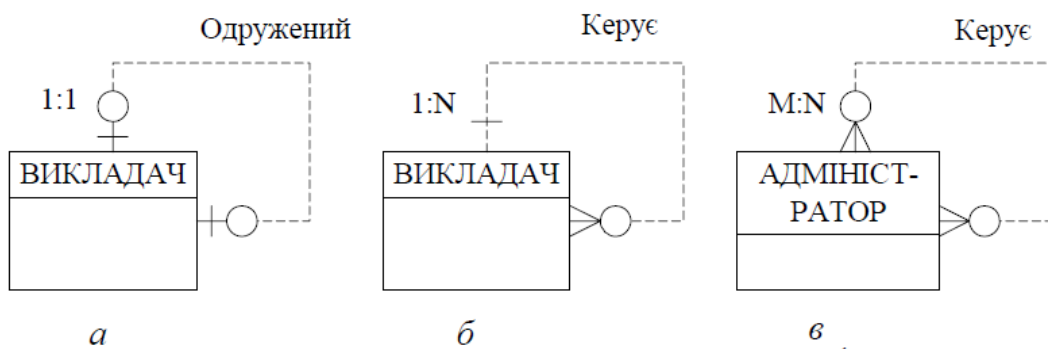 Одружений
Керує
Керує
1:1
1:N
M:N
ВИКЛАДАЧ
ВИКЛАДАЧ
АДМІНІСТ-
РАТОР
а
б
в